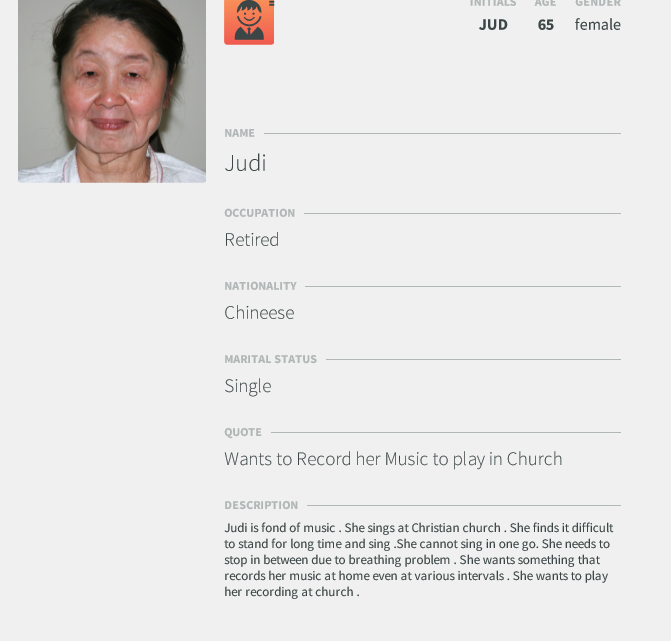 INITIALS AGE GENDER
JUD 65 female
NAME
Judi
OCCUPATION
Retired
NATIONALITY
Chineese
MARITAL STATUS
Single
QUOTE
Wants to Record her Music to play in Church
DESCRIPTION
Judi is fond of music . She sings at Christian church . She finds it difficult
to stand for long time and sing .She cannot sing in one go. She needs to
stop in between due to breathing problem . She wants something that
records her music at home even at various intervals . She wants to play
her recording at church .